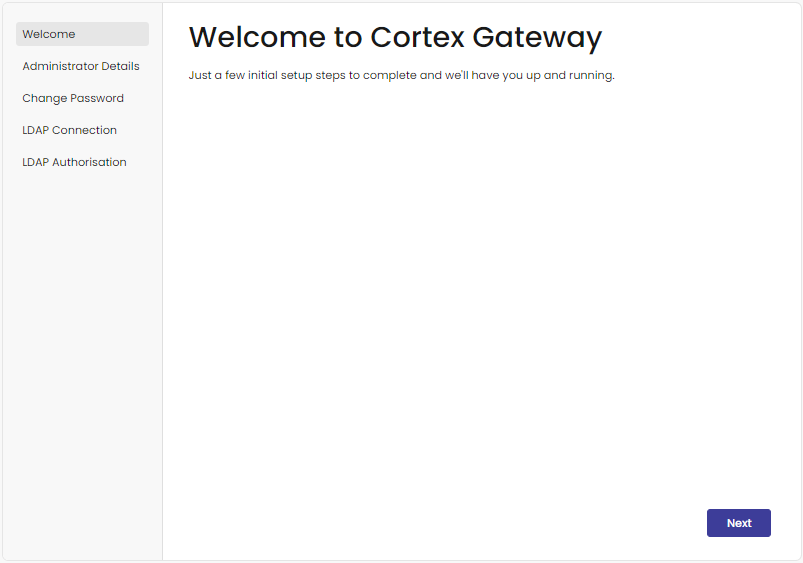 Welcome
Administrator Details
Change Password
LDAP Connection
LDAP Authorisation
Welcome to Cortex Gateway
Just a few initial setup steps to complete and we'll have you up and running.
Next